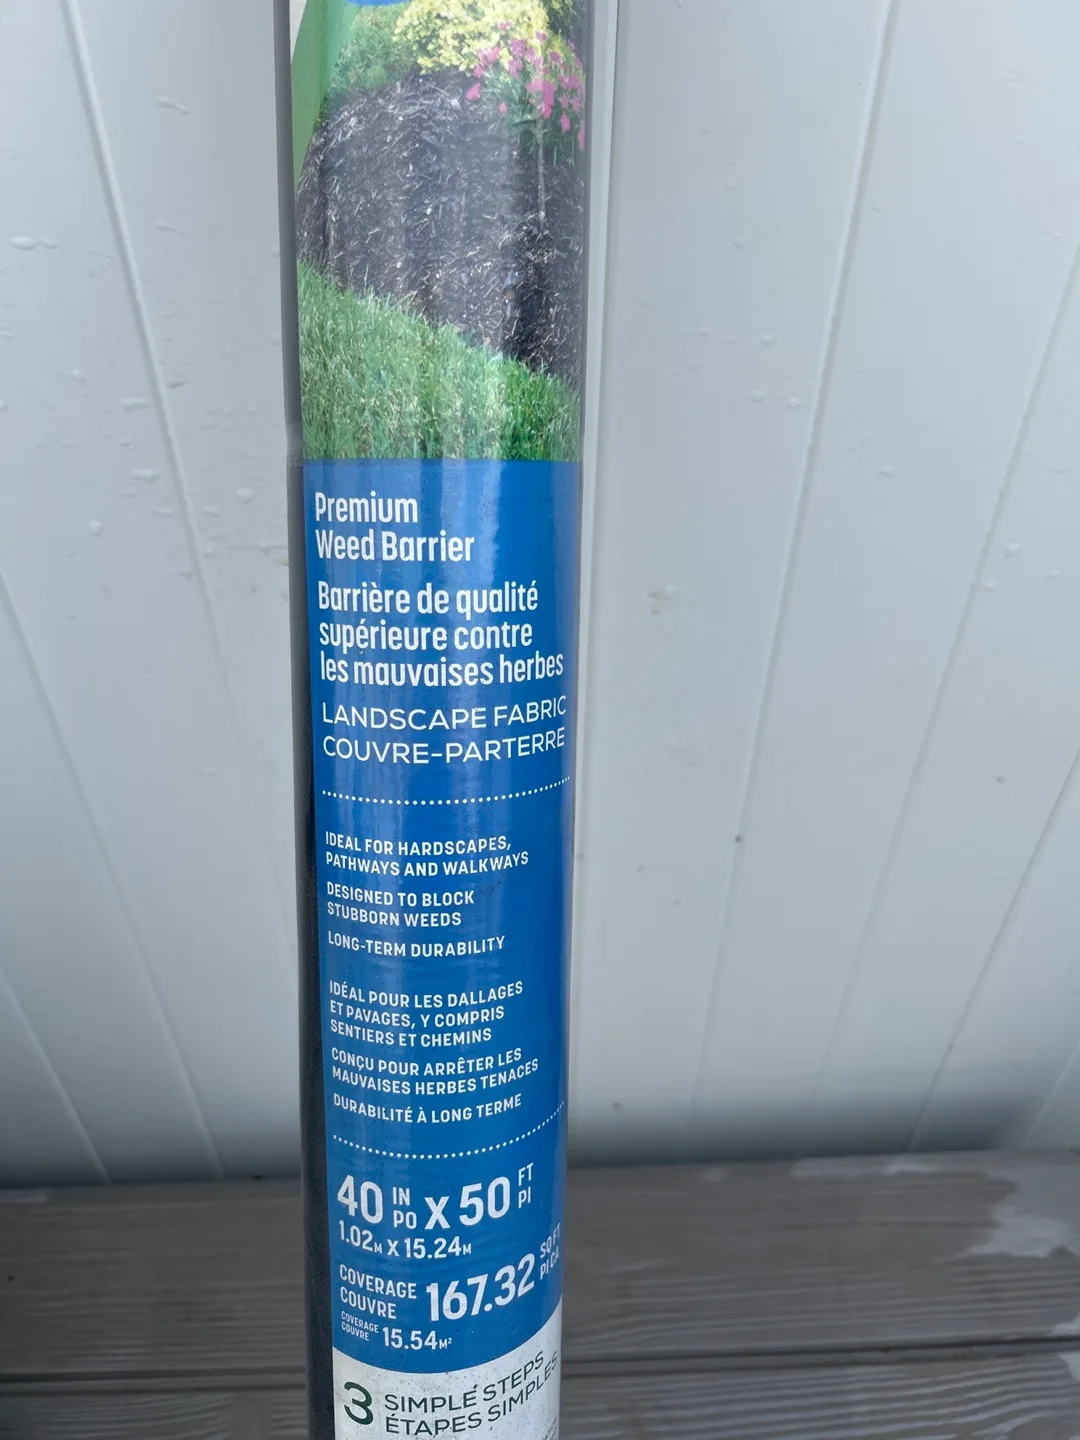 Premium
Weed Barrier
Barrière de qualité
supérieure contre
les mauvaises herbes
LANDSCAPE FABRIC
COUVRE-PARTERRE
IDEAL FOR HARDSCAPES,
PATHWAYS AND WALKWAYS
DESIGNED TO BLOCK
STUBBORN WEEDS
LONG-TERM DURABILITY
IDÉAL POUR LES DALLAGES
ET PAVAGES, Y COMPRIS
SENTIERS ET CHEMINS
CONÇU POUR ARRÊTER LES
MAUVAISES HERBES TENACES
DURABILITÉ À LONG TERME
40 IN PO X 50 FT PI
1.02M X 15.24M
COVERAGE COUVRE 167.32 SQ.FT PI CA
COVERAGE COUVRE 15.54M²
3 SIMPLE STEPS
ÉTAPES SIMPLES